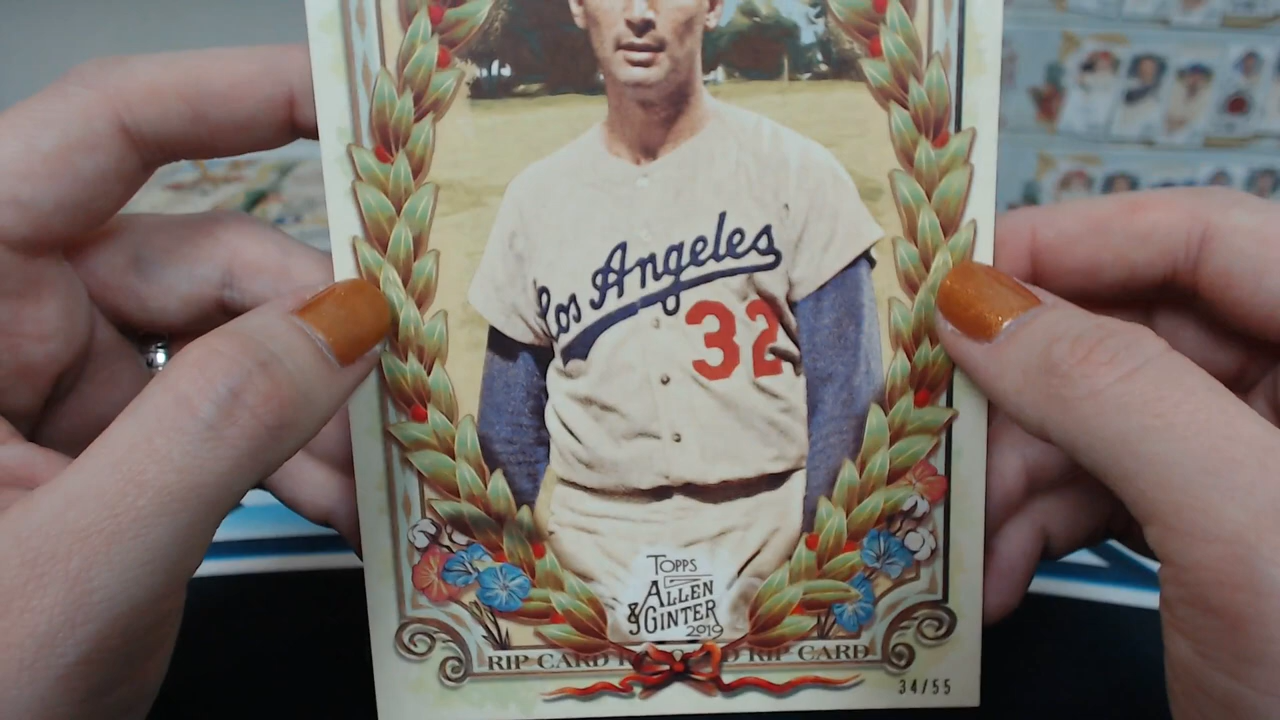 Los Angeles
32
TOPPS
ALLEN
& GINTER
2019
RIP CARD RIP CARD
34/55